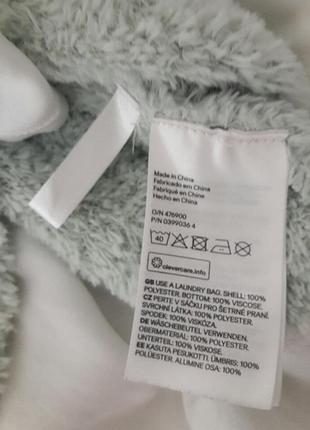 Made in China
Fabricado em China
Fabriqué en China
Hecho en China
O/N 476900
P/N 0399036 4
40
clevercare.info
GB USE A LAUNDRY BAG. SHELL: 100%
POLYESTER. BOTTOM: 100% VISCOSE.
CZ PERTE V SÁČKU PRO ŠETRNÉ PRANÍ.
SVRCHNÍ LÁTKA: 100% POLYESTER.
SPODEK: 100% VISKÓZA.
DE WÄSCHEBEUTEL VERWENDEN.
OBERMATERIAL: 100% POLYESTER.
UNTERTEIL: 100% VISKOSE.
EE KASUTA PESUKOTTI. ÜMBRIS: 100%
POLÜESTER. ALUMINE OSA: 100%